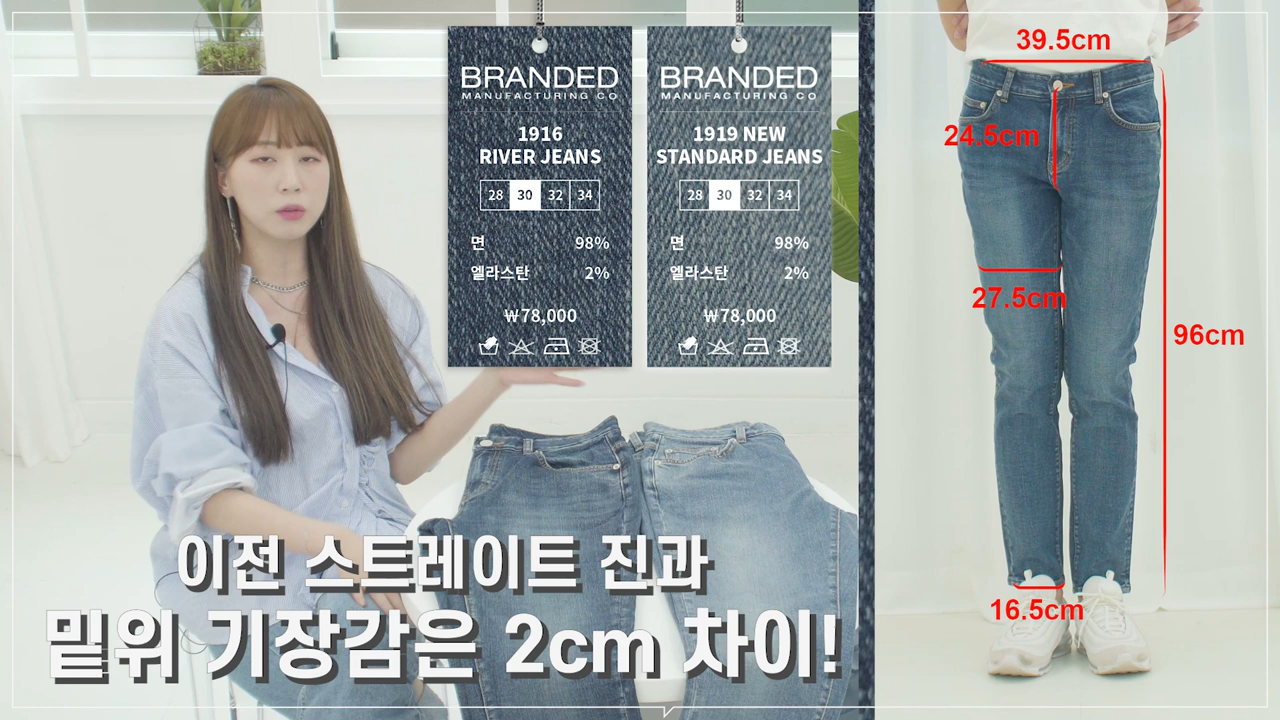 BRANDED
MANUFACTURING CO
1916
RIVER JEANS
28 30 32 34
면 98%
엘라스탄 2%
₩78,000
BRANDED
MANUFACTURING CO
1919 NEW
STANDARD JEANS
28 30 32 34
면 98%
엘라스탄 2%
₩78,000
이전 스트레이트 진과
밑위 기장감은 2cm 차이!
39.5cm
24.5cm
27.5cm
96cm
16.5cm